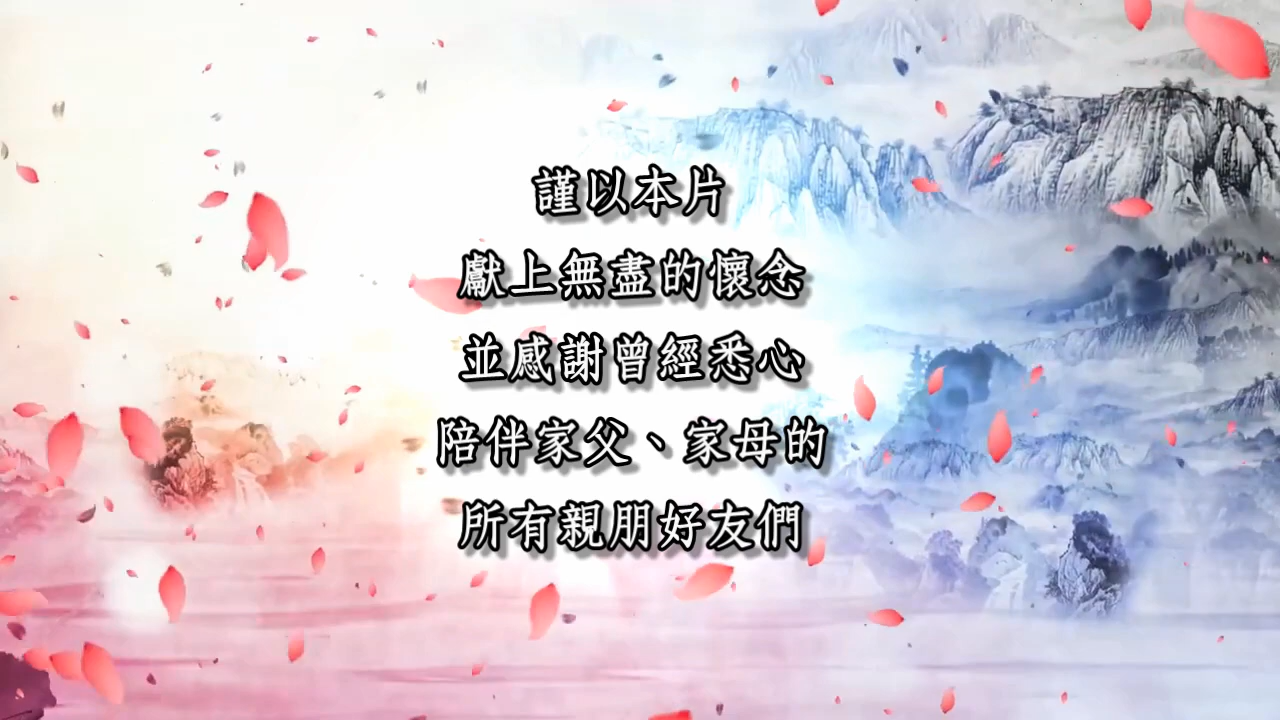 謹以本片
獻上無盡的懷念
並感謝曾經悉心
陪伴家父、家母的
所有親朋好友們